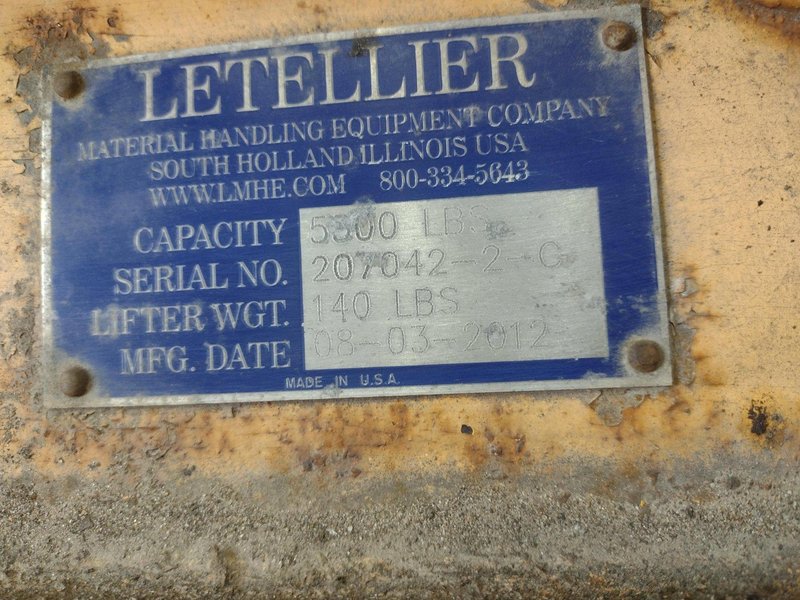 LETELLIER
MATERIAL HANDLING EQUIPMENT COMPANY
SOUTH HOLLAND ILLINOIS USA
WWW.LMHE.COM 800-334-5643
CAPACITY 5500 LBS
SERIAL NO. 207042-2-C
LIFTER WGT. 140 LBS
MFG. DATE 08-03-2012
MADE IN U.S.A.